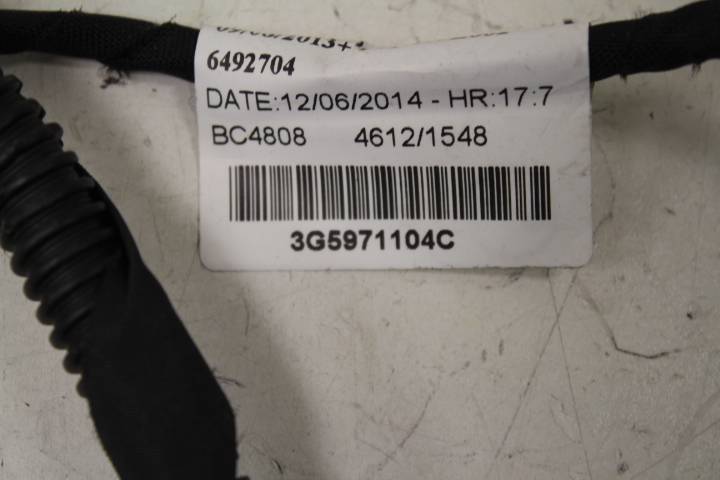 6492704
DATE:12/06/2014 - HR:17:7
BC4808 4612/1548
3G5971104C